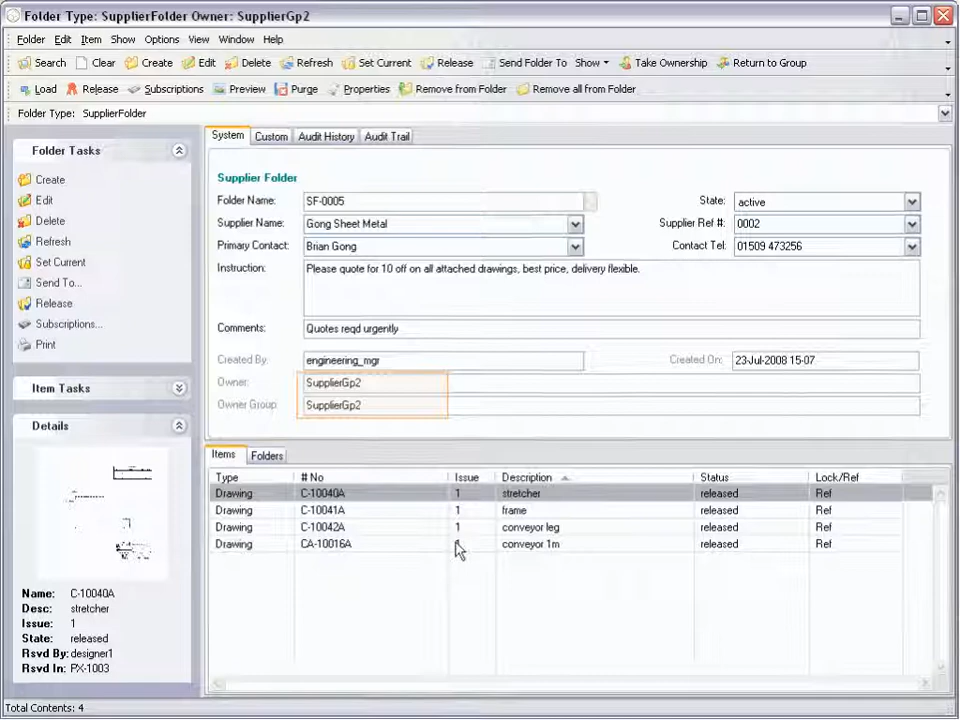 Folder Type: SupplierFolder Owner: SupplierGp2
Folder Edit Item Show Options View Window Help
Search Clear Create Edit Delete Refresh Set Current Release Send Folder To Show Take Ownership Return to Group
Load Release Subscriptions Preview Purge Properties Remove from Folder Remove all from Folder
Folder Type: SupplierFolder
Folder Tasks
Create
Edit
Delete
Refresh
Set Current
Send To...
Release
Subscriptions...
Print
Item Tasks
Details
Name: C-10040A
Desc: stretcher
Issue: 1
State: released
Rsvd By: designer1
Rsvd In: PX-1003
System Custom Audit History Audit Trail
Supplier Folder
Folder Name: SF-0005 State: active
Supplier Name: Gong Sheet Metal Supplier Ref #: 0002
Primary Contact: Brian Gong Contact Tel: 01509 473256
Instruction: Please quote for 10 off on all attached drawings, best price, delivery flexible.
Comments: Quotes reqd urgently
Created By: engineering_mgr Created On: 23-Jul-2008 15-07
Owner: SupplierGp2
Owner Group: SupplierGp2
Items Folders
Type # No Issue Description Status Lock/Ref
Drawing C-10040A 1 stretcher released Ref
Drawing C-10041A 1 frame released Ref
Drawing C-10042A 1 conveyor leg released Ref
Drawing CA-10016A conveyor 1m released Ref
Total Contents: 4